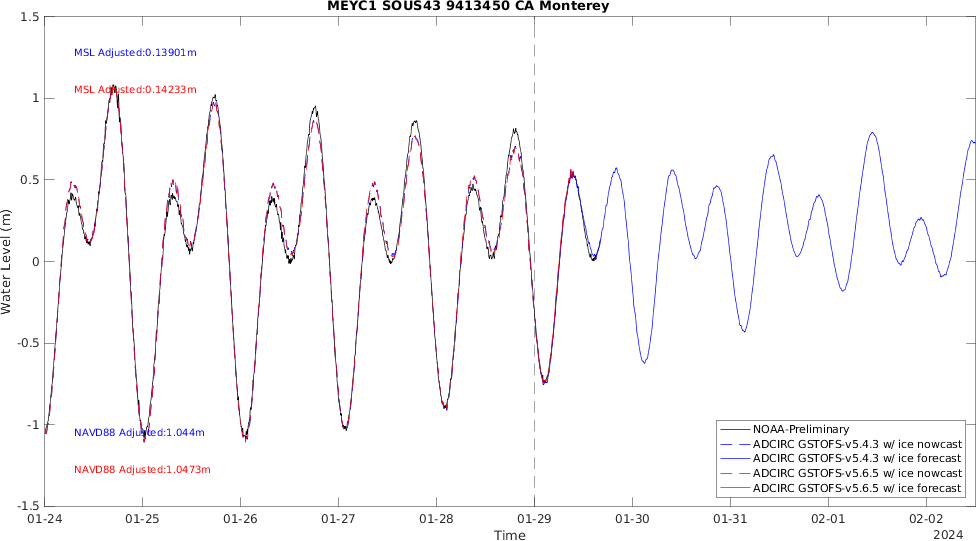 MEYC1 SOUS43 9413450 CA Monterey
1.5
1
0.5
0
-0.5
-1
-1.5
Water Level (m)
MSL Adjusted:0.13901m
MSL Adjusted:0.14233m
NAVD88 Adjusted:1.044m
NAVD88 Adjusted:1.0473m
NOAA-Preliminary
ADCIRC GSTOFS-v5.4.3 w/ ice nowcast
ADCIRC GSTOFS-v5.4.3 w/ ice forecast
ADCIRC GSTOFS-v5.6.5 w/ ice nowcast
ADCIRC GSTOFS-v5.6.5 w/ ice forecast
01-24 01-25 01-26 01-27 01-28 01-29 01-30 01-31 02-01 02-02
Time
2024